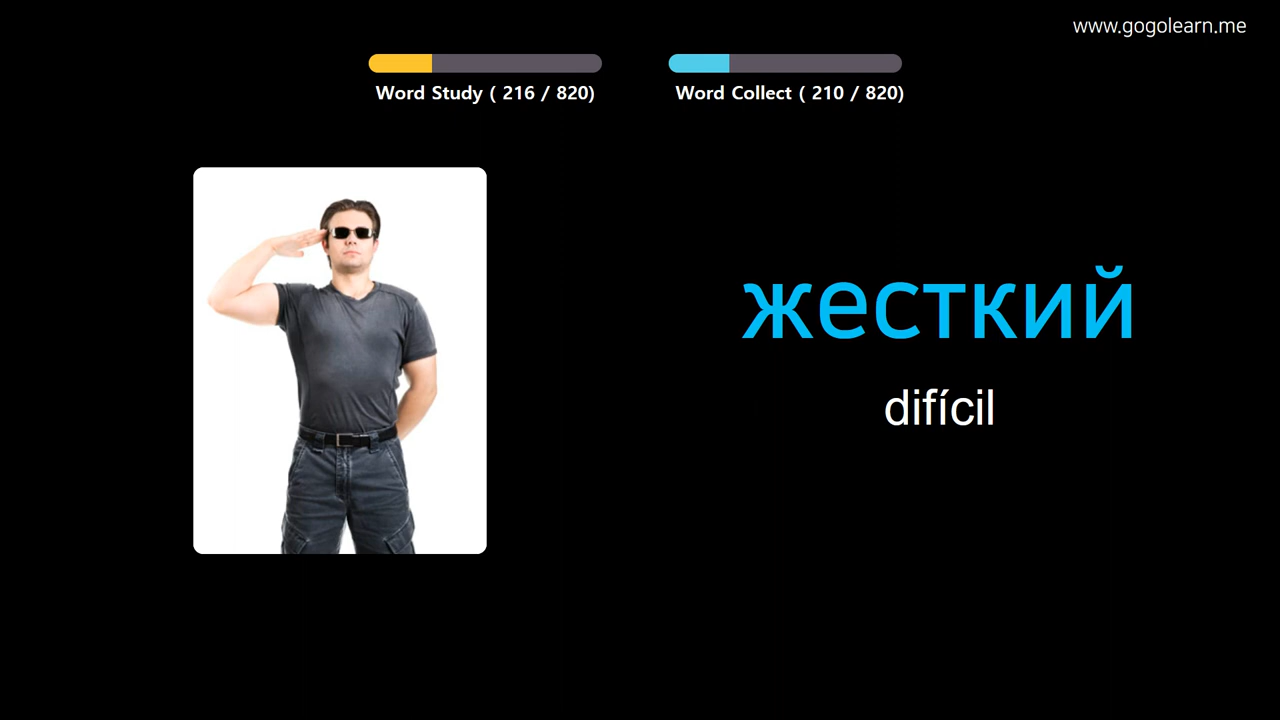 www.gogolearn.me
Word Study ( 216 / 820)
Word Collect ( 210 / 820)
жесткий
difícil